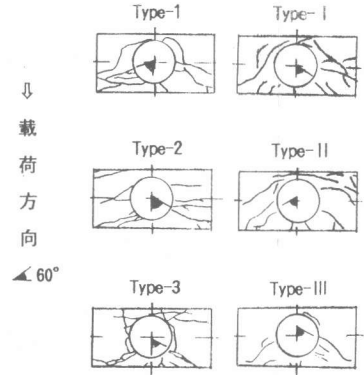 Type-1
Type-I
⇩
載
荷
方
向
60°
Type-2
Type-II
Type-3
Type-III